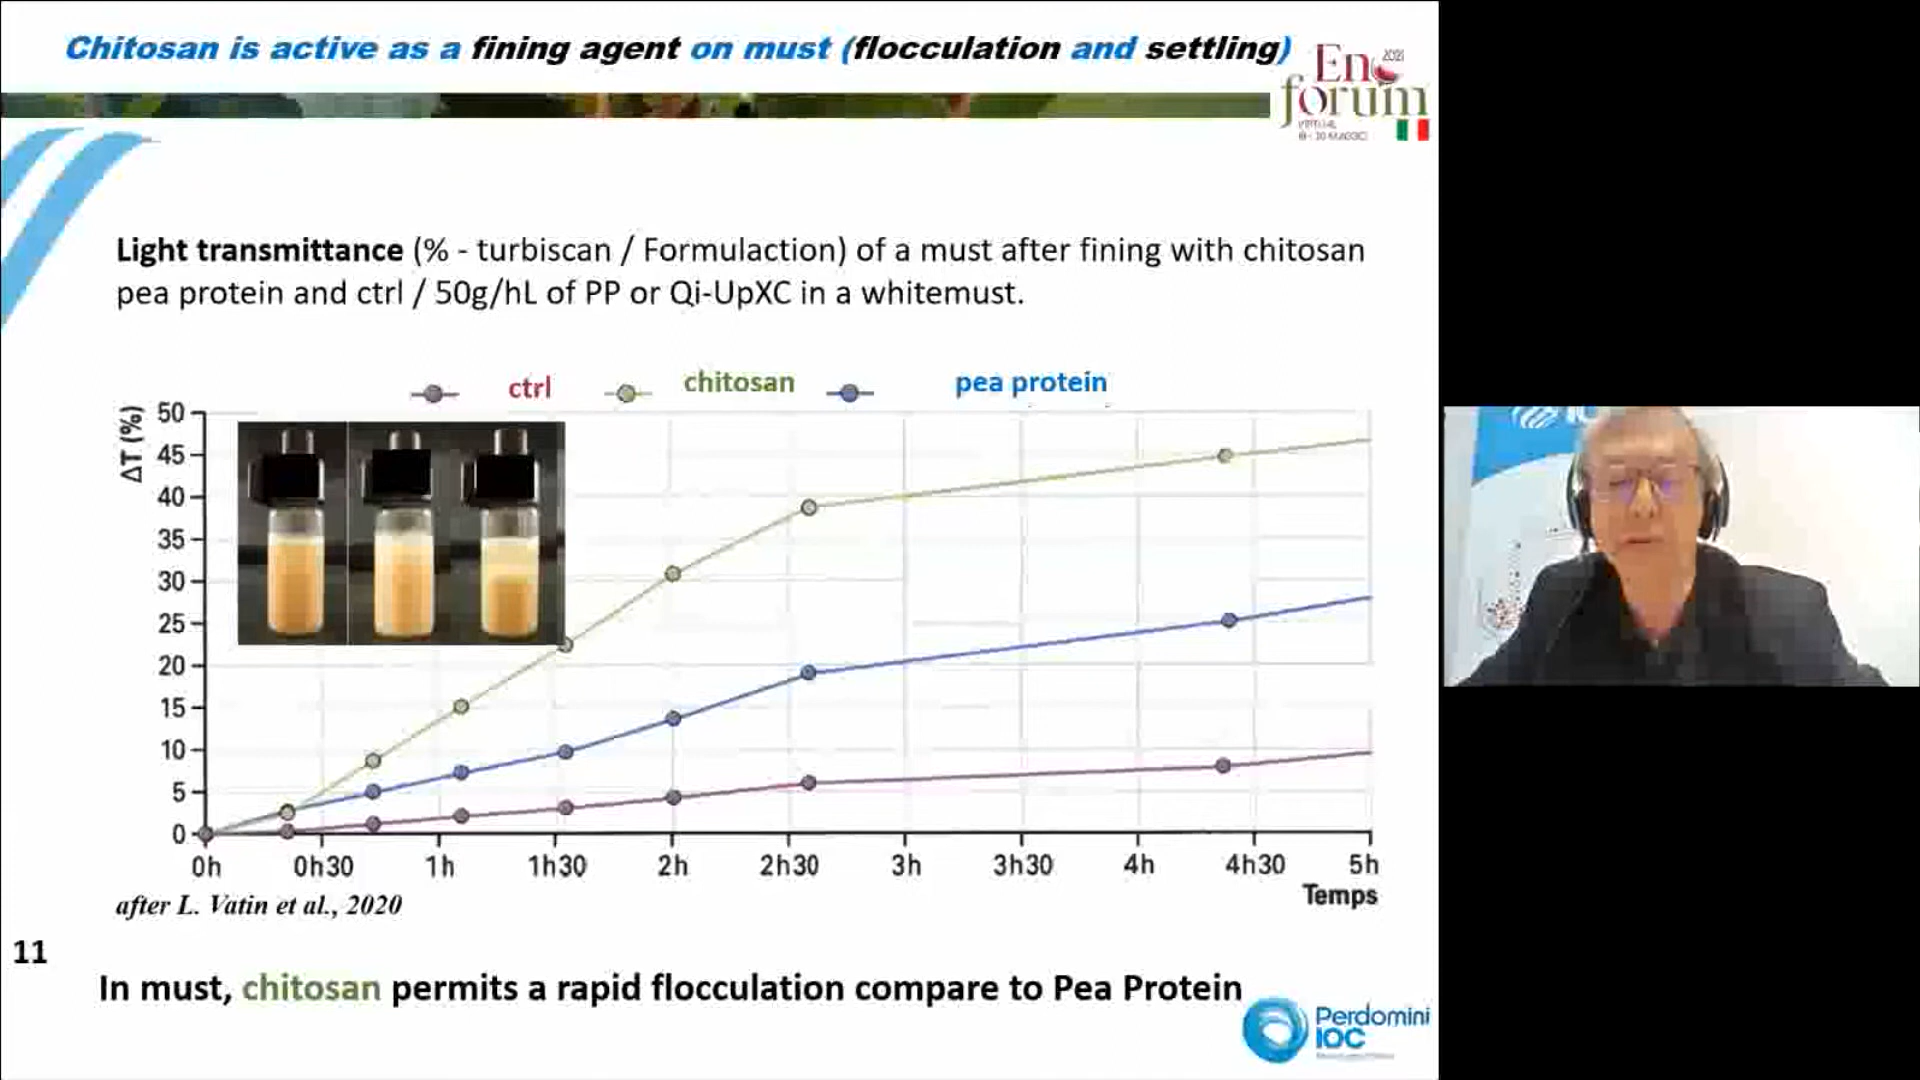 Chitosan is active as a fining agent on must (flocculation and settling)
2021
Eno
forum
Light transmittance (% - turbiscan / Formulaction) of a must after fining with chitosan
pea protein and ctrl / 50g/hL of PP or Qi-UpXC in a whitemust.
ctrl chitosan pea protein
ΔT (%)
50
45
40
35
30
25
20
15
10
5
0
0h 0h30 1h 1h30 2h 2h30 3h 3h30 4h 4h30 5h
Temps
after L. Vatin et al., 2020
11
In must, chitosan permits a rapid flocculation compare to Pea Protein
Perdomini
IOC